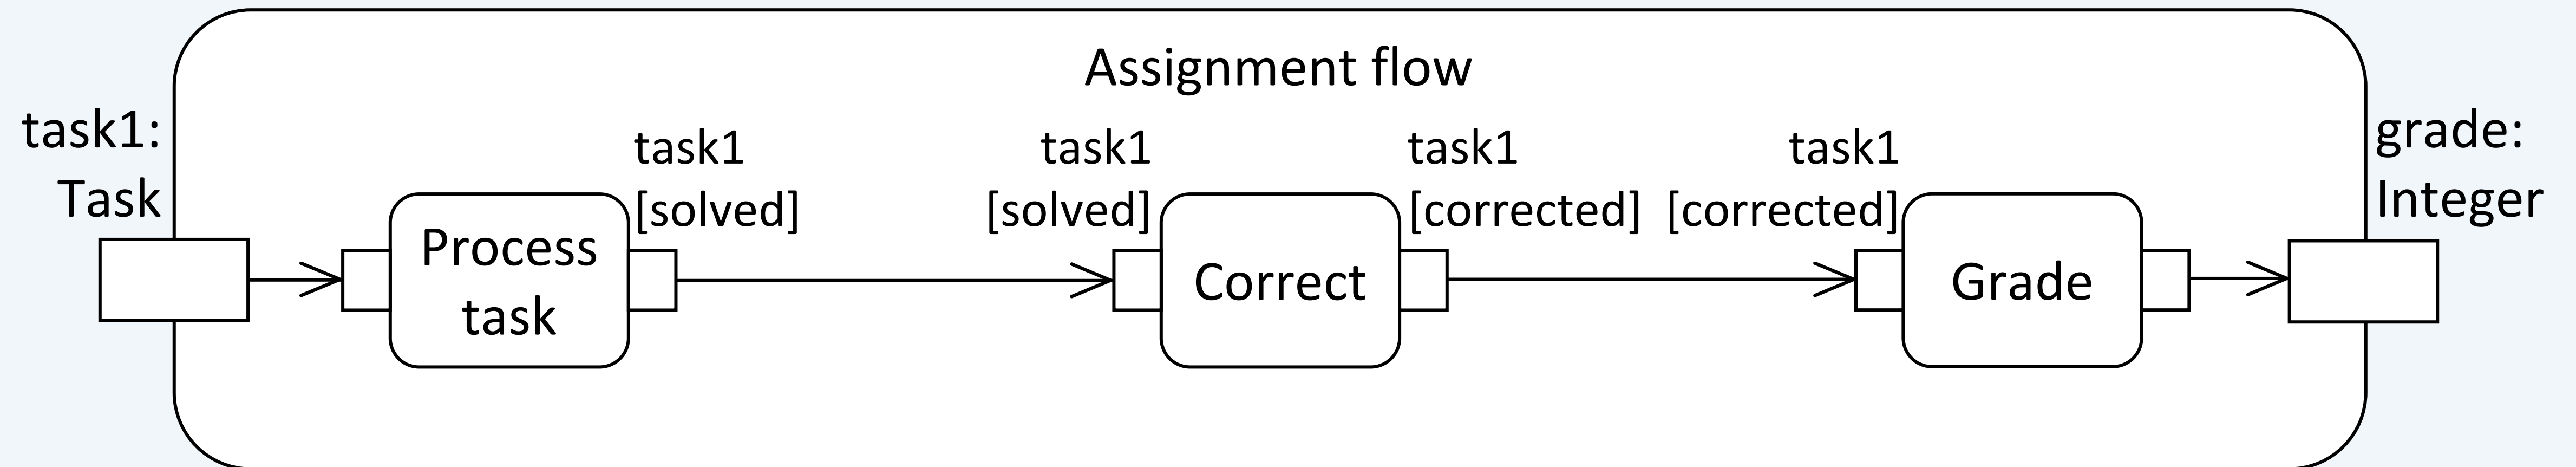 Assignment flow
task1:
Task
task1
[solved]
task1
[solved]
task1
[corrected]
task1
[corrected]
grade:
Integer
Process
task
Correct
Grade